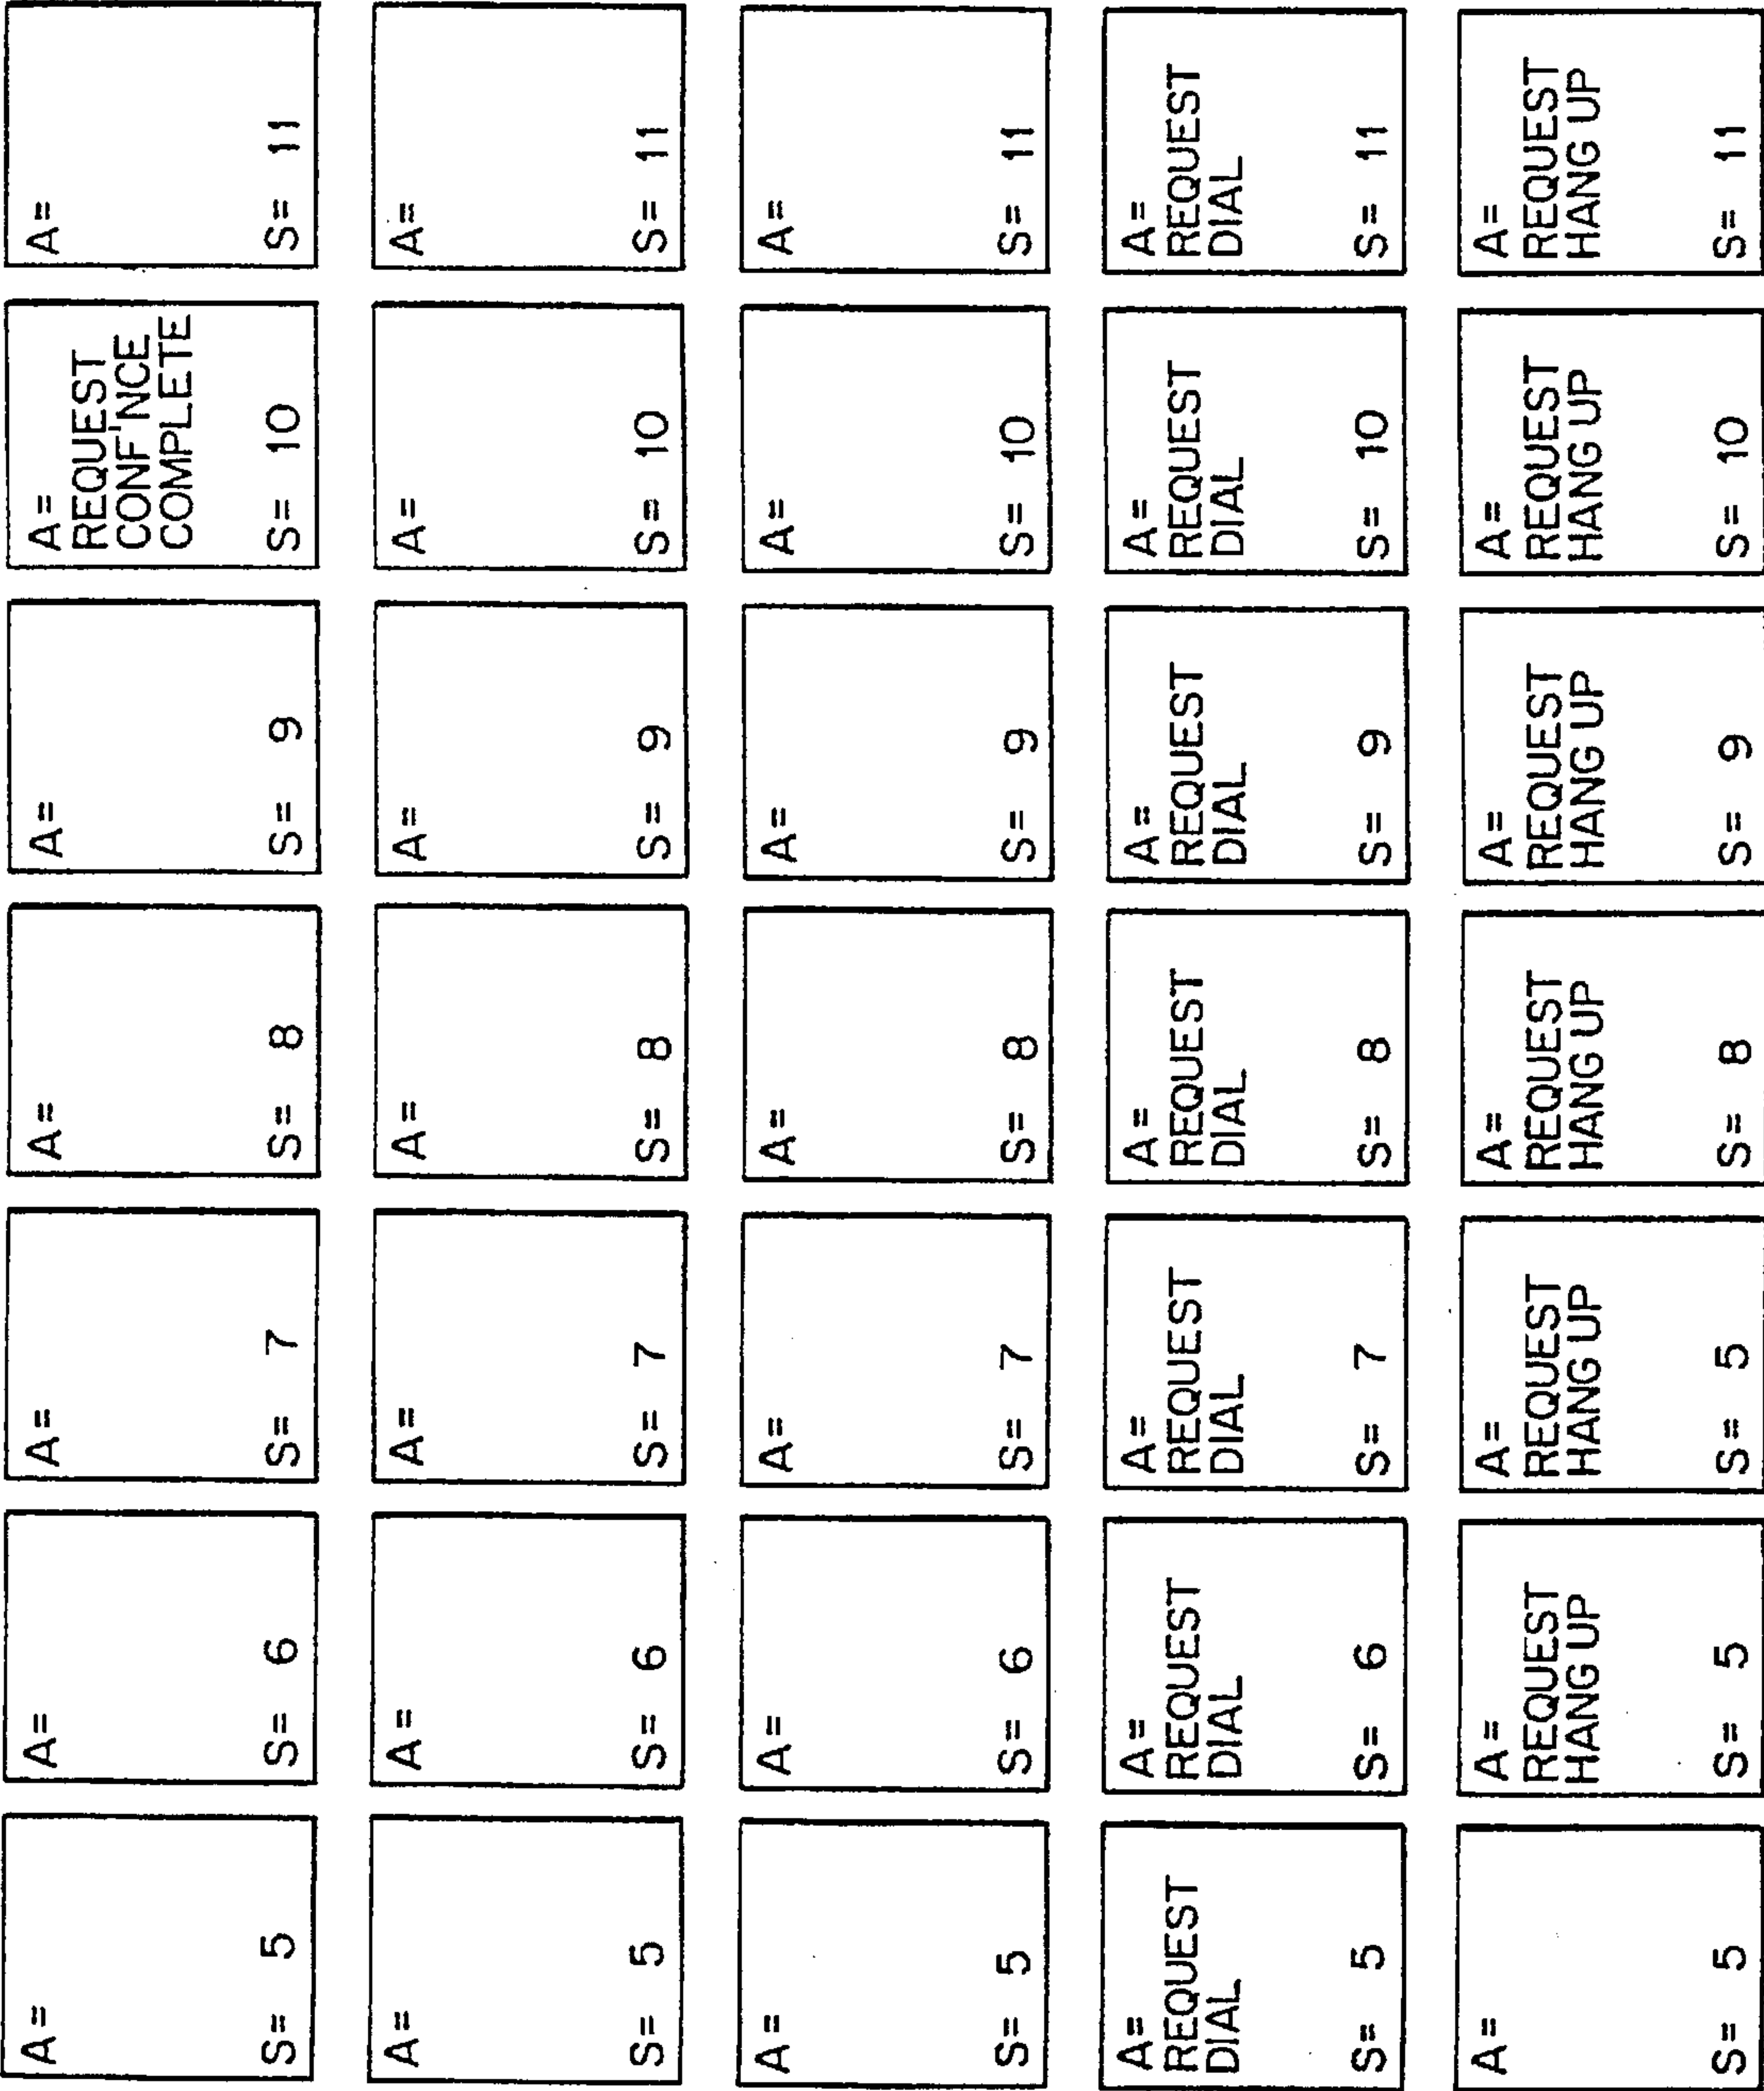 A=
S= 5
A=
S= 6
A=
S= 7
A=
S= 8
A=
S= 9
A=
REQUEST
CONF'NCE
COMPLETE
S= 10
A=
S= 11
A=
S= 5
A=
S= 6
A=
S= 7
A=
S= 8
A=
S= 9
A=
S= 10
A=
S= 11
A=
S= 5
A=
S= 6
A=
S= 7
A=
S= 8
A=
S= 9
A=
S= 10
A=
S= 11
A=
REQUEST
DIAL
S= 5
A=
REQUEST
DIAL
S= 6
A=
REQUEST
DIAL
S= 7
A=
REQUEST
DIAL
S= 8
A=
REQUEST
DIAL
S= 9
A=
REQUEST
DIAL
S= 10
A=
REQUEST
DIAL
S= 11
A=
S= 5
A=
REQUEST
HANG UP
S= 5
A=
REQUEST
HANG UP
S= 5
A=
REQUEST
HANG UP
S= 8
A=
REQUEST
HANG UP
S= 9
A=
REQUEST
HANG UP
S= 10
A=
REQUEST
HANG UP
S= 11